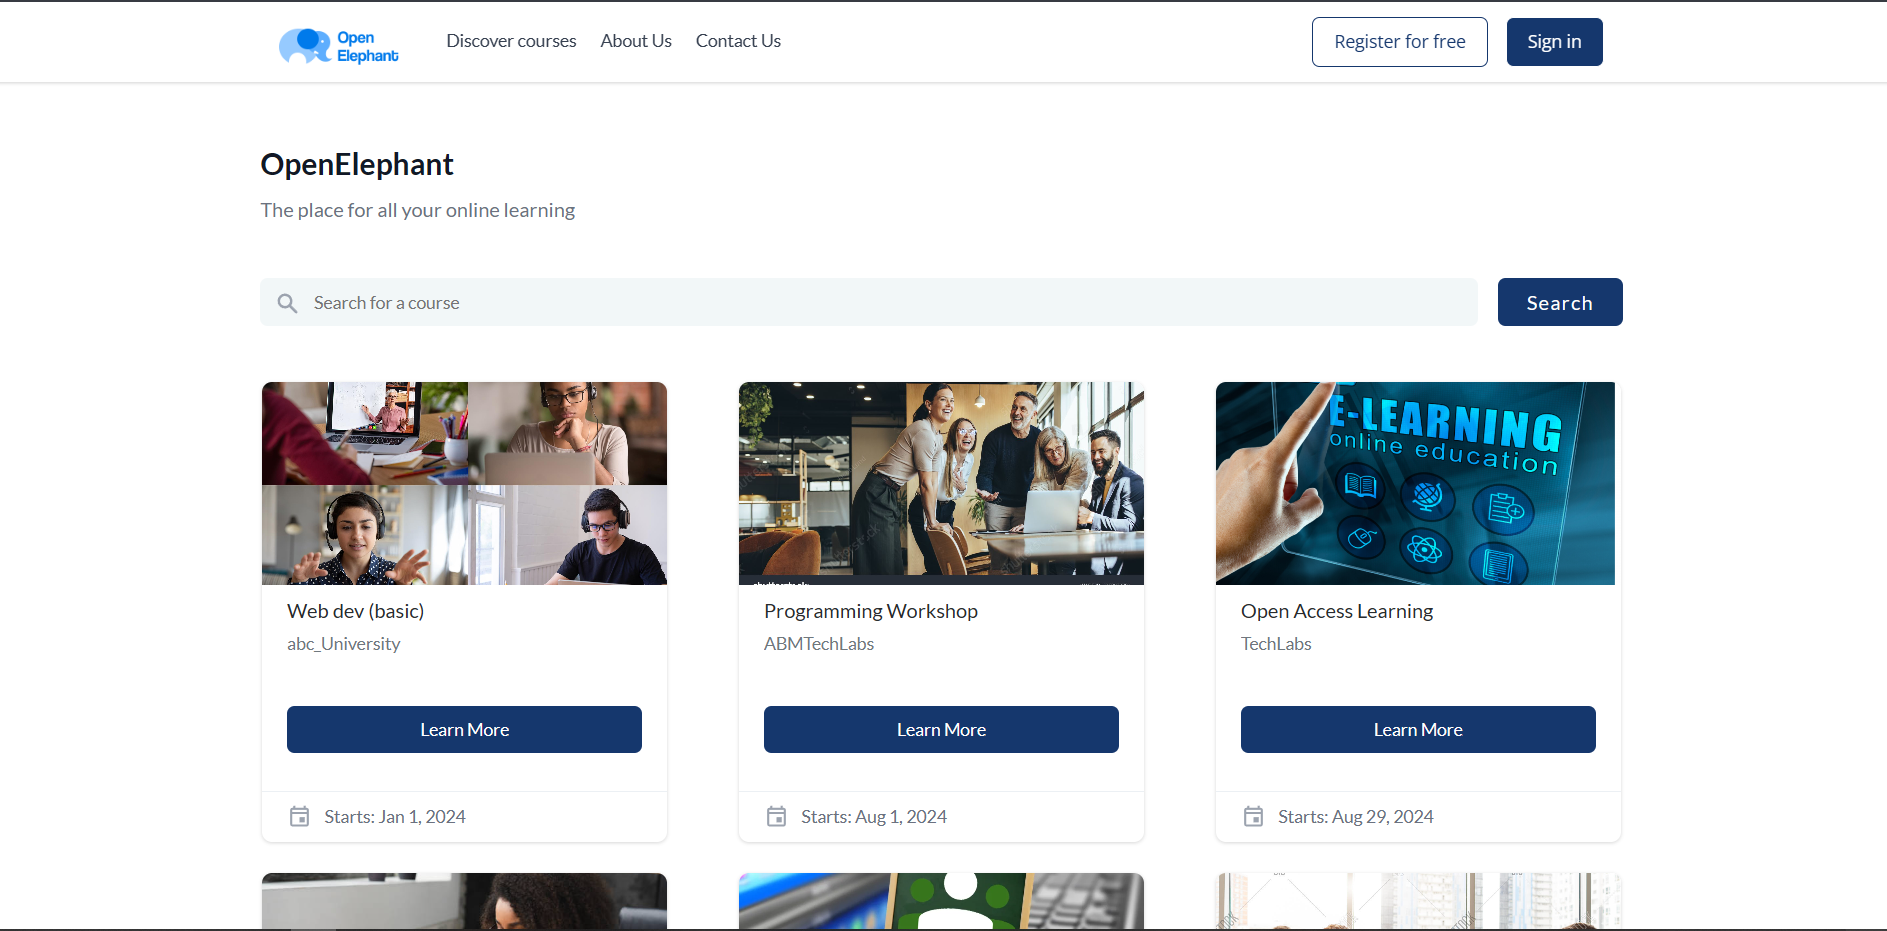 Open
Elephant
Discover courses
About Us
Contact Us
Register for free
Sign in
OpenElephant
The place for all your online learning
Search for a course
Search
E-LEARNING
online education
Web dev (basic)
abc_University
Learn More
Starts: Jan 1, 2024
Programming Workshop
ABMTechLabs
Learn More
Starts: Aug 1, 2024
Open Access Learning
TechLabs
Learn More
Starts: Aug 29, 2024